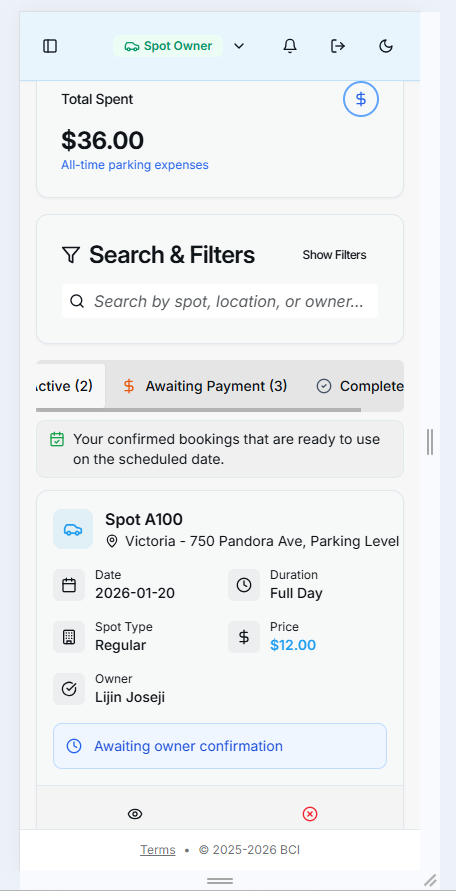 Spot Owner
Total Spent
$36.00
All-time parking expenses
Search & Filters
Show Filters
Search by spot, location, or owner...
(2)
Awaiting Payment (3)
Complete
Your confirmed bookings that are ready to use
on the scheduled date.
Spot A100
Victoria - 750 Pandora Ave, Parking Level
Date
2026-01-20
Duration
Full Day
Spot Type
Regular
Price
$12.00
Owner
Lijin Joseji
Awaiting owner confirmation
Terms • © 2025-2026 BCI